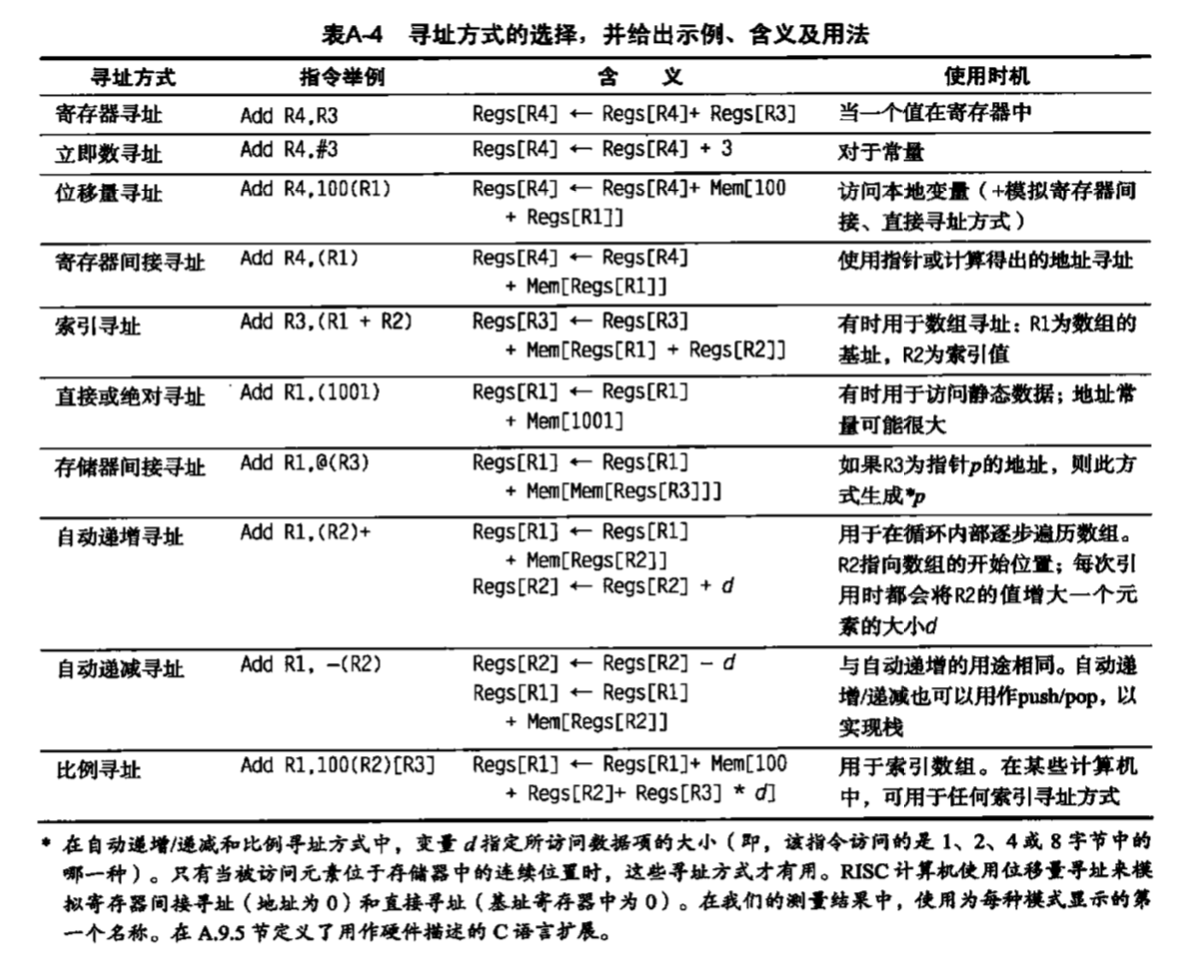 表A-4 寻址方式的选择，并给出示例、含义及用法
寻址方式 指令举例 含 义 使用时机
寄存器寻址 Add R4,R3 Regs[R4] ← Regs[R4]+ Regs[R3] 当一个值在寄存器中
立即数寻址 Add R4,#3 Regs[R4] ← Regs[R4] + 3 对于常量
位移量寻址 Add R4,100(R1) Regs[R4] ← Regs[R4]+ Mem[100 访问本地变量（+模拟寄存器间
+ Regs[R1]] 接、直接寻址方式）
寄存器间接寻址 Add R4,(R1) Regs[R4] ← Regs[R4] 使用指针或计算得出的地址寻址
+ Mem[Regs[R1]]
索引寻址 Add R3,(R1 + R2) Regs[R3] ← Regs[R3] 有时用于数组寻址：R1为数组的
+ Mem[Regs[R1] + Regs[R2]] 基址，R2为索引值
直接或绝对寻址 Add R1,(1001) Regs[R1] ← Regs[R1] 有时用于访问静态数据；地址常
+ Mem[1001] 量可能很大
存储器间接寻址 Add R1,@(R3) Regs[R1] ← Regs[R1] 如果R3为指针p的地址，则此方
+ Mem[Mem[Regs[R3]]] 式生成*p
自动递增寻址 Add R1,(R2)+ Regs[R1] ← Regs[R1] 用于在循环内部逐步遍历数组。
+ Mem[Regs[R2]] R2指向数组的开始位置；每次引
Regs[R2] ← Regs[R2] + d 用时都会将R2的值增大一个元
素的大小d
自动递减寻址 Add R1, −(R2) Regs[R2] ← Regs[R2] − d 与自动递增的用途相同。自动递
Regs[R1] ← Regs[R1] 增/递减也可以用作push/pop，以
+ Mem[Regs[R2]] 实现栈
比例寻址 Add R1,100(R2)[R3] Regs[R1] ← Regs[R1]+ Mem[100 用于索引数组。在某些计算机
+ Regs[R2]+ Regs[R3] * d] 中，可用于任何索引寻址方式
* 在自动递增/递减和比例寻址方式中，变量 d 指定所访问数据项的大小（即，该指令访问的是 1、2、4 或 8 字节中的
哪一种）。只有当被访问元素位于存储器中的连续位置时，这些寻址方式才有用。RISC 计算机使用位移量寻址来模
拟寄存器间接寻址（地址为 0）和直接寻址（基址寄存器中为 0）。在我们的测量结果中，使用为每种模式显示的第
一个名称。在 A.9.5 节定义了用作硬件描述的 C 语言扩展。